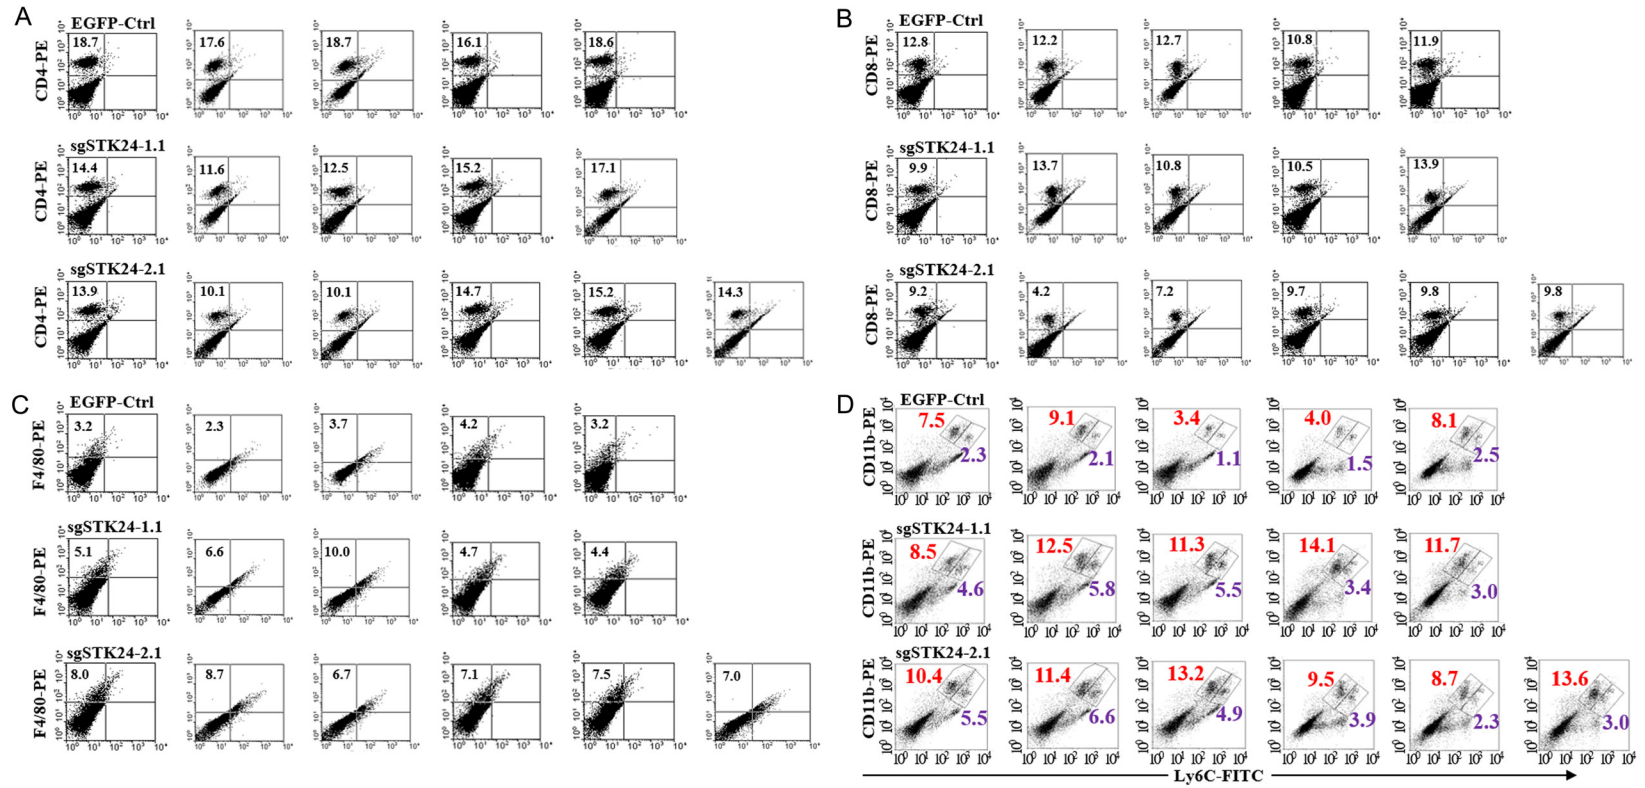 A
EGFP-Ctrl
CD4-PE
18.7 17.6 18.7 16.1 18.6
sgSTK24-1.1
CD4-PE
14.4 11.6 12.5 15.2 17.1
sgSTK24-2.1
CD4-PE
13.9 10.1 10.1 14.7 15.2 14.3
B
EGFP-Ctrl
CD8-PE
12.8 12.2 12.7 10.8 11.9
sgSTK24-1.1
CD8-PE
9.9 13.7 10.8 10.5 13.9
sgSTK24-2.1
CD8-PE
9.2 4.2 7.2 9.7 9.8 9.8
C
EGFP-Ctrl
F4/80-PE
3.2 2.3 3.7 4.2 3.2
sgSTK24-1.1
F4/80-PE
5.1 6.6 10.0 4.7 4.4
sgSTK24-2.1
F4/80-PE
8.0 8.7 6.7 7.1 7.5 7.0
D
EGFP-Ctrl
CD11b-PE
7.5 9.1 3.4 4.0 8.1
2.3 2.1 1.1 1.5 2.5
sgSTK24-1.1
CD11b-PE
8.5 12.5 11.3 14.1 11.7
4.6 5.8 5.5 3.4 3.0
sgSTK24-2.1
CD11b-PE
10.4 11.4 13.2 9.5 8.7 13.6
5.5 6.6 4.9 3.9 2.3 3.0
Ly6C-FITC